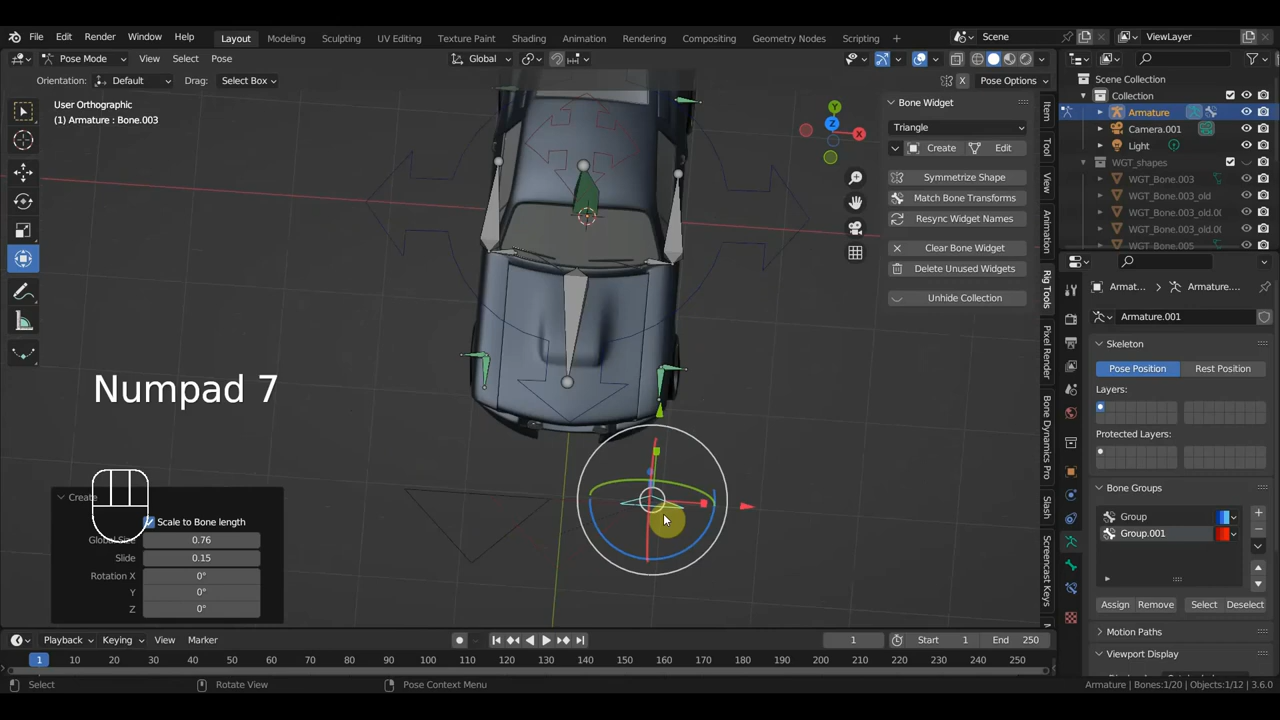 File Edit Render Window Help Layout Modeling Sculpting UV Editing Texture Paint Shading Animation Rendering Compositing Geometry Nodes Scripting + Scene ViewLayer
Pose Mode View Select Pose Global
Orientation: Default Drag: Select Box X Pose Options
User Orthographic
(1) Armature : Bone.003
Numpad 7
Create
Scale to Bone length
Global Size 0.76
Slide 0.15
Rotation X 0°
Y 0°
Z 0°
Z
Y
X
Bone Widget
Triangle
Create Edit
Symmetrize Shape
Match Bone Transforms
Resync Widget Names
Clear Bone Widget
Delete Unused Widgets
Unhide Collection
Item
Tool
View
Animation
Rig Tools
Pixel Render
Bone Dynamics Pro
Slash
Screencast Keys
Scene Collection
Collection
Armature
Camera.001
Light
WGT_shapes
WGT_Bone.003
WGT_Bone.003_old
WGT_Bone.003_old.0
WGT_Bone.005
Armat... Armature....
Armature.001
Skeleton
Pose Position Rest Position
Layers:
Protected Layers:
Bone Groups
Group
Group.001
Assign Remove Select Deselect
Motion Paths
Viewport Display
Playback Keying View Marker 1 Start 1 End 250
1 10 20 30 40 50 60 70 80 90 100 110 120 130 140 150 160 170 180 190 200 210 220 230 240 250
Select Rotate View Pose Context Menu Armature | Bones:1/20 | Objects:1/12 | 3.6.0